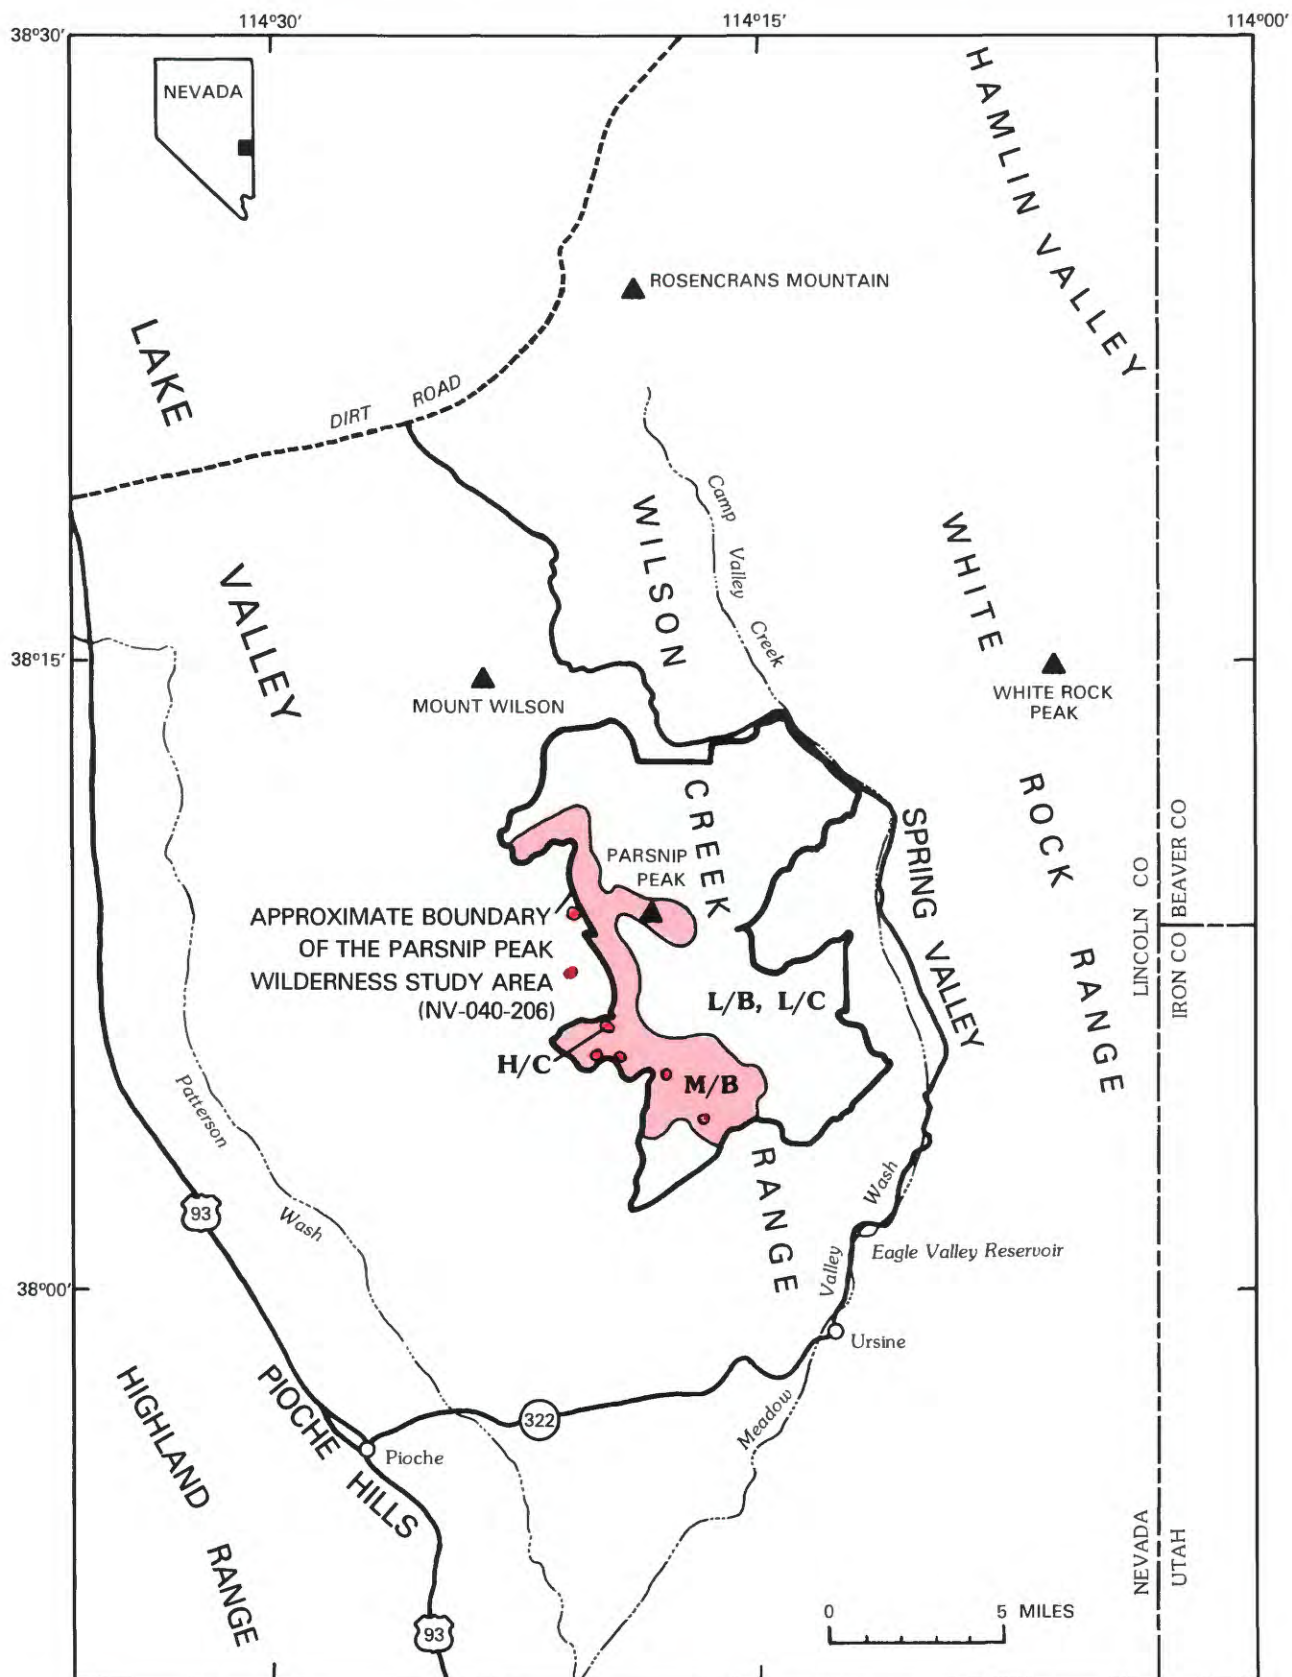 114°30'
114°15'
114°00'
38°30'
NEVADA
HAMLIN VALLEY
ROSENCRANS MOUNTAIN
LAKE
DIRT ROAD
Camp Valley Creek
WILSON
WHITE
VALLEY
38°15'
MOUNT WILSON
WHITE ROCK
PEAK
CREEK
ROCK
SPRING VALLEY
PARSNIP
PEAK
LINCOLN CO
IRON CO BEAVER CO
APPROXIMATE BOUNDARY
OF THE PARSNIP PEAK
WILDERNESS STUDY AREA
(NV-040-206)
L/B, L/C
RANGE
H/C
M/B
Patterson
Wash
RANGE
Wash
93
Eagle Valley Reservoir
Valley
38°00'
Ursine
HIGHLAND
PIOCHE
322
Meadow
Pioche
HILLS
RANGE
NEVADA
UTAH
0 5 MILES
93